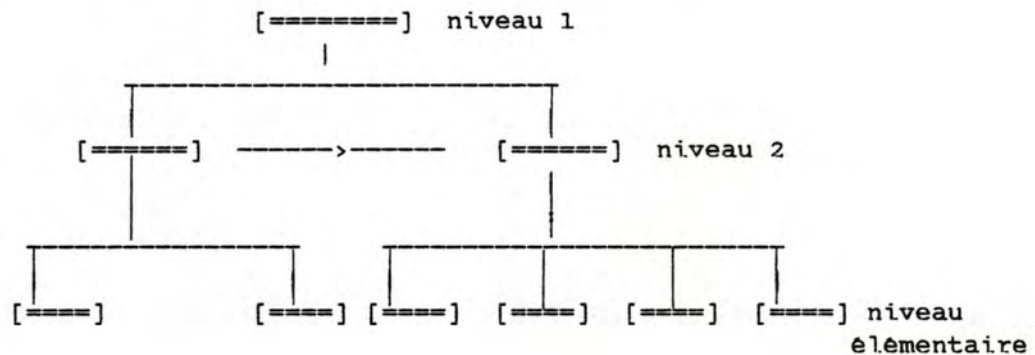 [========] niveau 1
[======] ------>------ [======] niveau 2
[====] [====] [====] [====] [====] [====] niveau
élémentaire